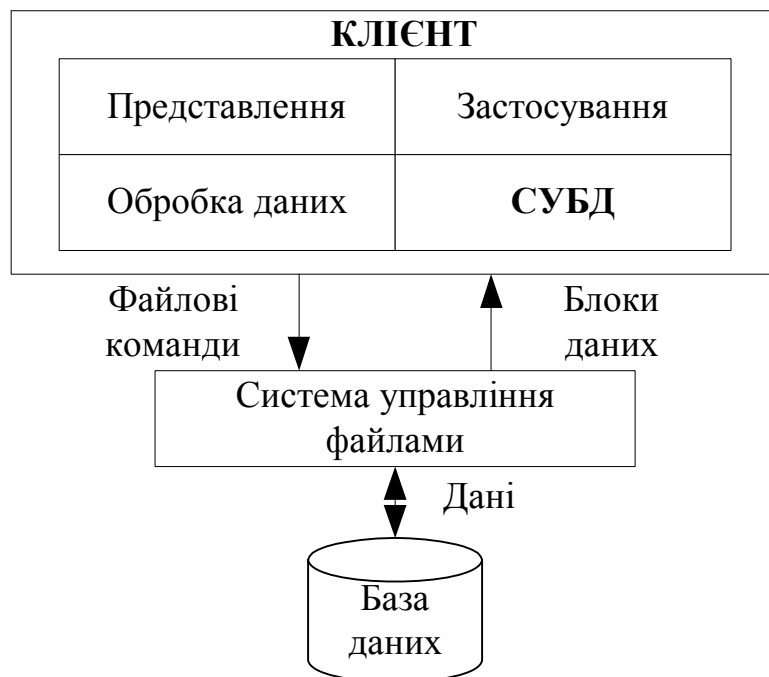 КЛІЄНТ
Представлення
Застосування
Обробка даних
СУБД
Файлові
команди
Блоки
даних
Система управління
файлами
Дані
База
даних